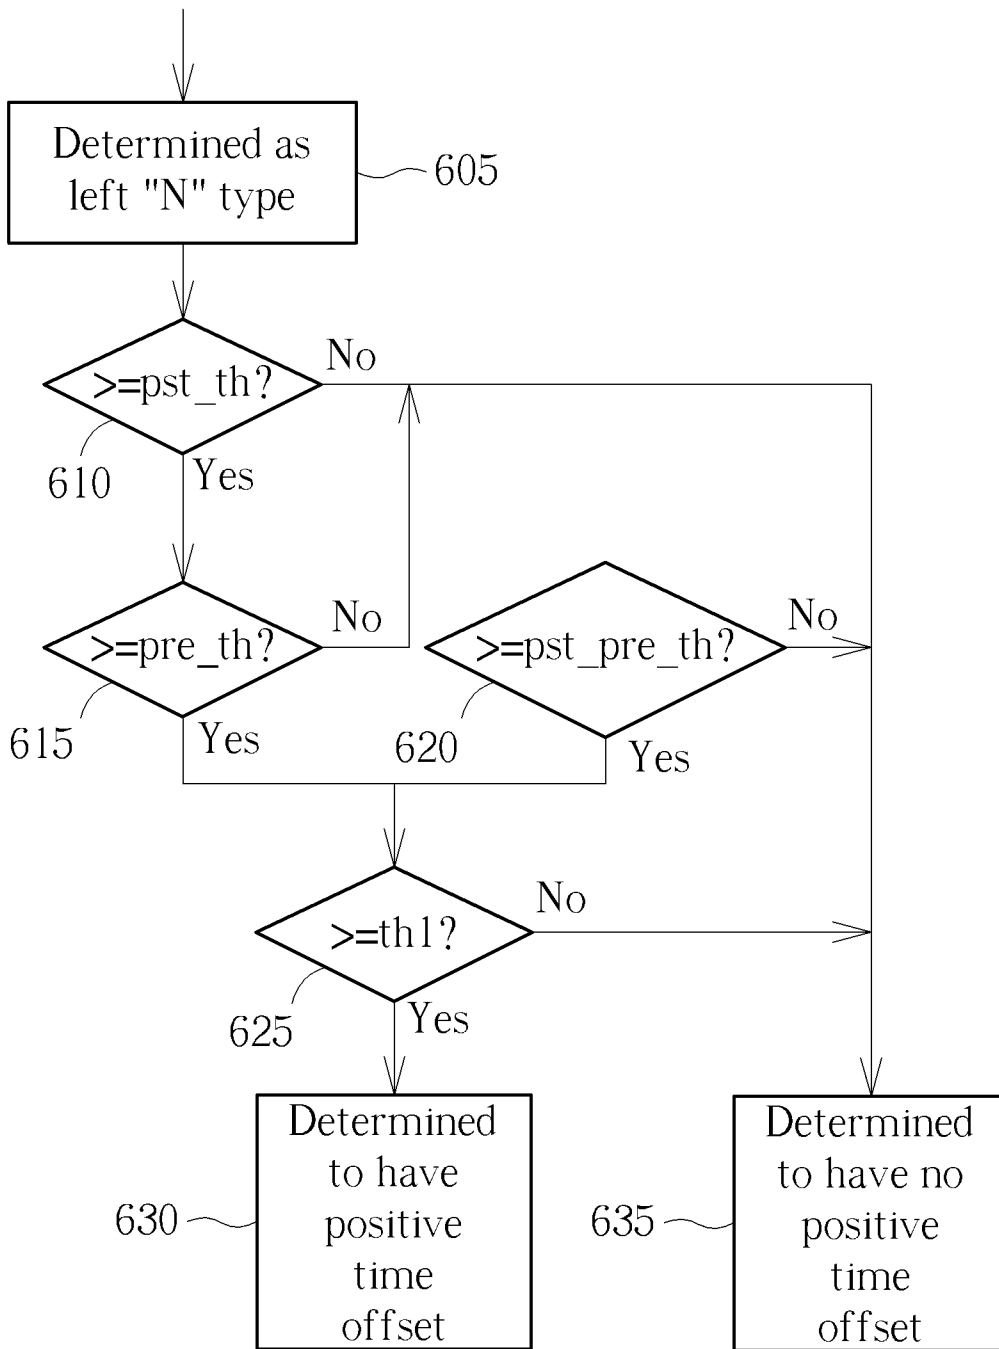 Determined as
left "N" type
605
>=pst_th?
No
610
Yes
>=pre_th?
No
615
Yes
>=pst_pre_th?
No
620
Yes
>=th1?
No
625
Yes
Determined
to have
positive
time
offset
630
Determined
to have no
positive
time
offset
635